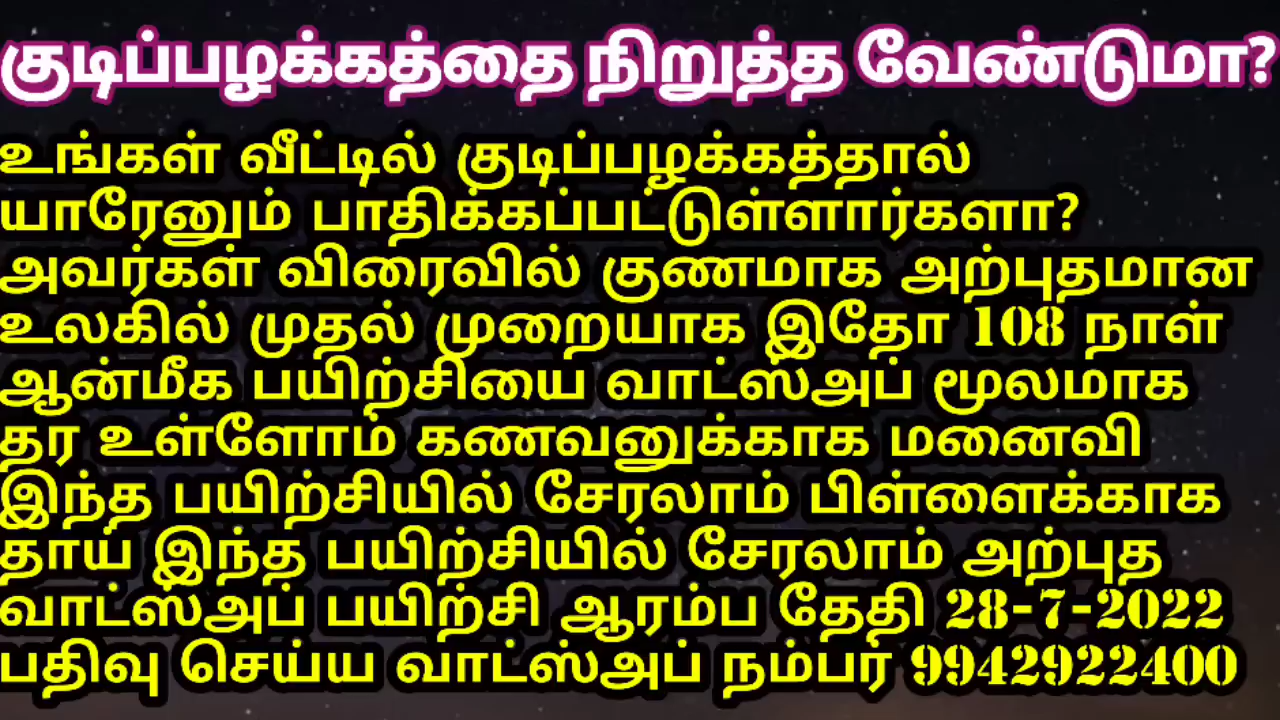 குடிப்பழக்கத்தை நிறுத்த வேண்டுமா?
உங்கள் வீட்டில் குடிப்பழக்கத்தால்
யாரேனும் பாதிக்கப்பட்டுள்ளார்களா?
அவர்கள் விரைவில் குணமாக அற்புதமான
உலகில் முதல் முறையாக இதோ 108 நாள்
ஆன்மீக பயிற்சியை வாட்ஸ்அப் மூலமாக
தர உள்ளோம் கணவனுக்காக மனைவி
இந்த பயிற்சியில் சேரலாம் பிள்ளைக்காக
தாய் இந்த பயிற்சியில் சேரலாம் அற்புத
வாட்ஸ்அப் பயிற்சி ஆரம்ப தேதி 28-7-2022
பதிவு செய்ய வாட்ஸ்அப் நம்பர் 9942922400